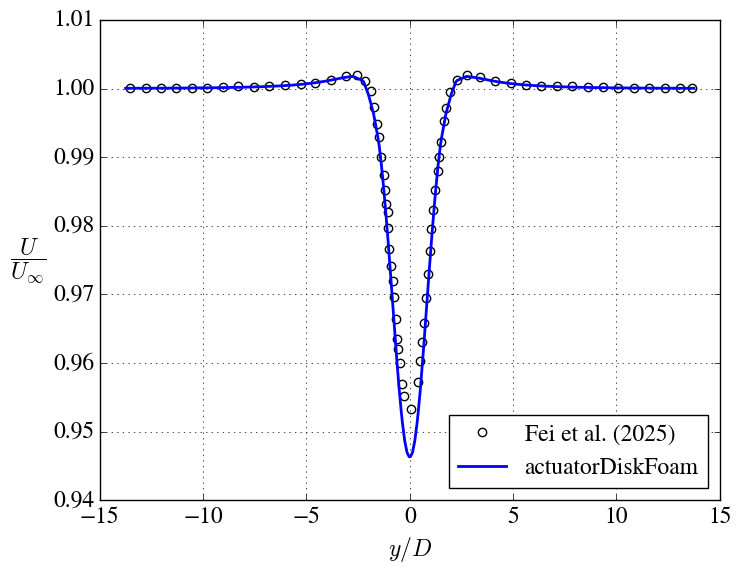 1.01
1.00
0.99
0.98
U
U∞
0.97
0.96
0.95
0.94
Fei et al. (2025)
actuatorDiskFoam
−15 −10 −5 0 5 10 15
y/D